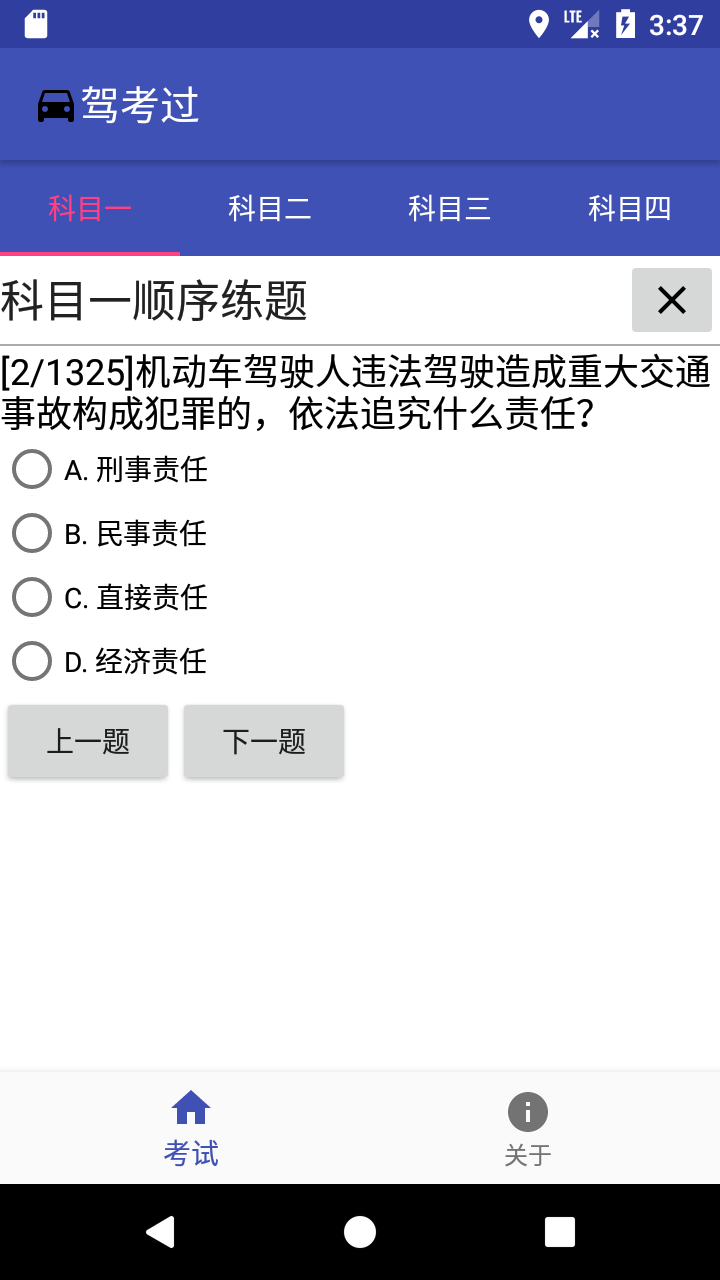 LTE 3:37
驾考过
科目一 科目二 科目三 科目四
科目一顺序练题
[2/1325]机动车驾驶人违法驾驶造成重大交通
事故构成犯罪的，依法追究什么责任？
A. 刑事责任
B. 民事责任
C. 直接责任
D. 经济责任
上一题 下一题
考试 关于